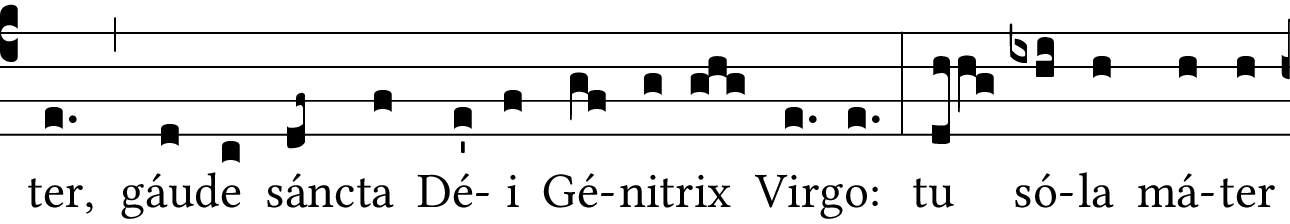 ter, gáude sáncta Dé- i Gé-nitrix Virgo: tu só-la má-ter